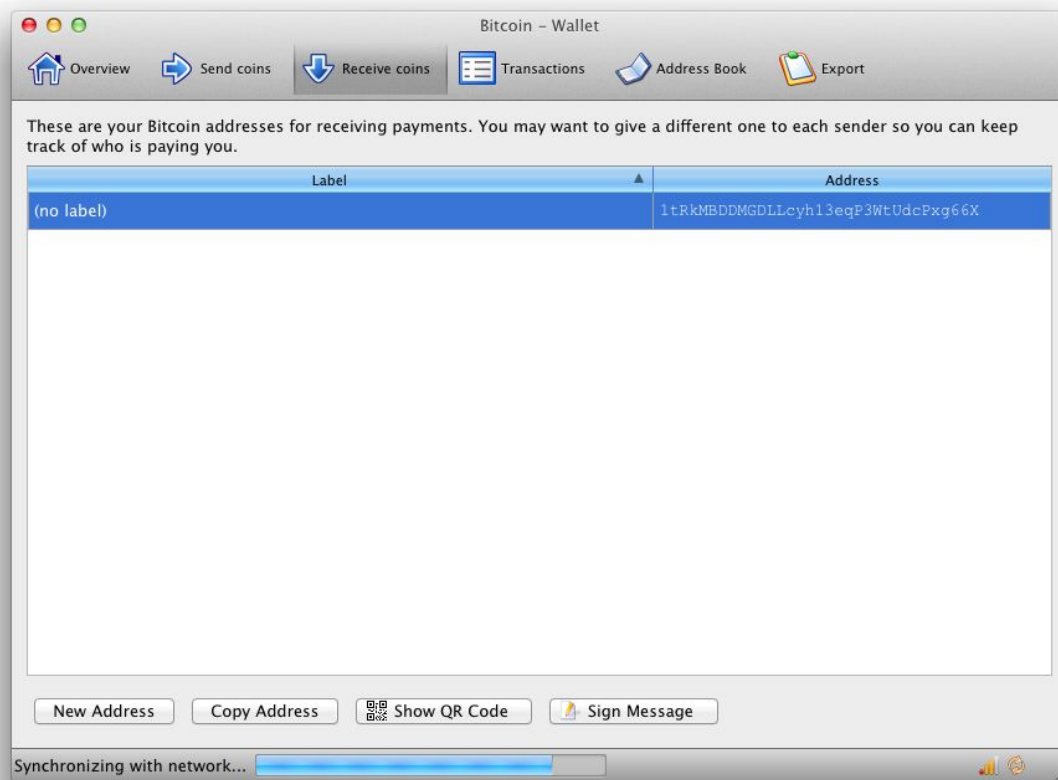 Bitcoin – Wallet
Overview Send coins Receive coins Transactions Address Book Export
These are your Bitcoin addresses for receiving payments. You may want to give a different one to each sender so you can keep
track of who is paying you.
Label Address
(no label) 1tRkMBDDMGDLLcyh13eqP3WtUdcPxg66X
New Address Copy Address Show QR Code Sign Message
Synchronizing with network...